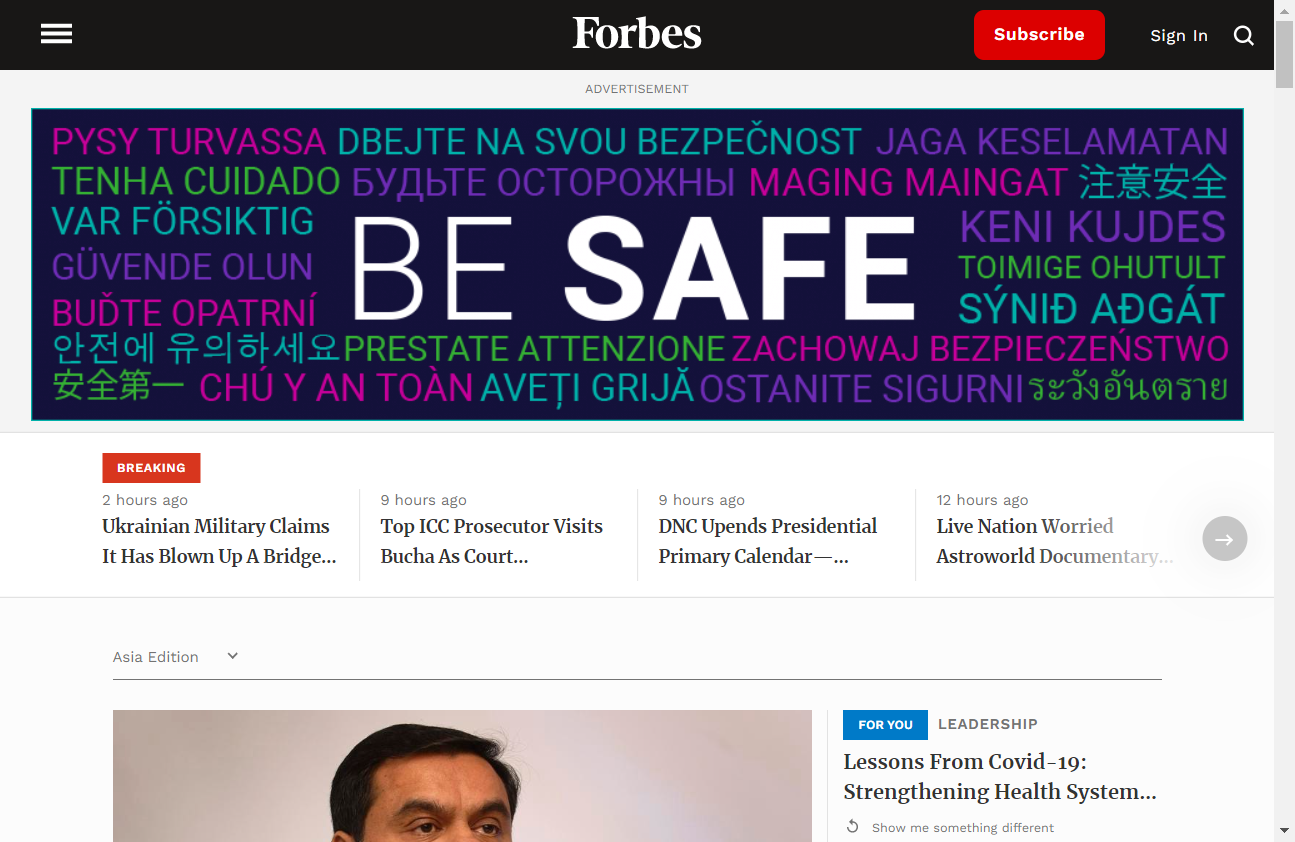 Forbes
Subscribe
Sign In
ADVERTISEMENT
PYSY TURVASSA DBEJTE NA SVOU BEZPEČNOST JAGA KESELAMATAN
TENHA CUIDADO БУДЬТЕ ОСТОРОЖНЫ MAGING MAINGAT 注意安全
VAR FÖRSIKTIG
BE SAFE
KENI KUJDES
GÜVENDE OLUN
TOIMIGE OHUTULT
BUĎTE OPATRNÍ
SÝNIÐ AÐGÁT
안전에 유의하세요 PRESTATE ATTENZIONE ZACHOWAJ BEZPIECZEŃSTWO
安全第一 CHÚ Y AN TOÀN AVEȚI GRIJĂ OSTANITE SIGURNI ระวังอันตราย
BREAKING
2 hours ago
Ukrainian Military Claims
It Has Blown Up A Bridge...
9 hours ago
Top ICC Prosecutor Visits
Bucha As Court...
9 hours ago
DNC Upends Presidential
Primary Calendar—...
12 hours ago
Live Nation Worried
Astroworld Documentary...
Asia Edition
FOR YOU LEADERSHIP
Lessons From Covid-19:
Strengthening Health System...
Show me something different